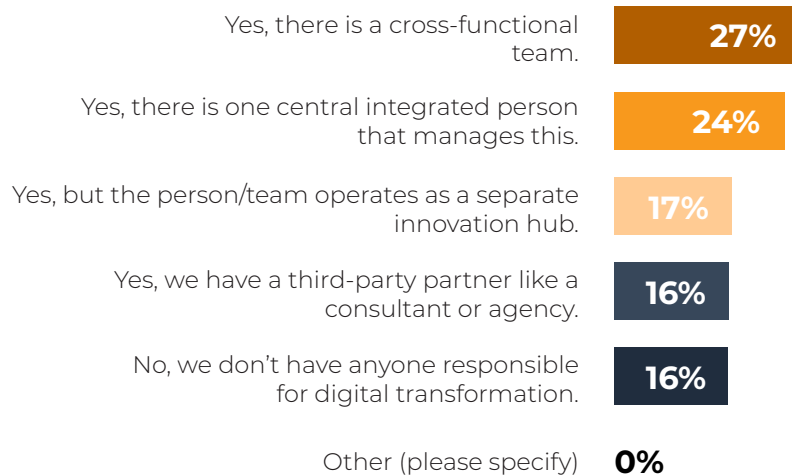 Yes, there is a cross-functional
team.
27%
Yes, there is one central integrated person
that manages this.
24%
Yes, but the person/team operates as a separate
innovation hub.
17%
Yes, we have a third-party partner like a
consultant or agency.
16%
No, we don’t have anyone responsible
for digital transformation.
16%
Other (please specify)
0%